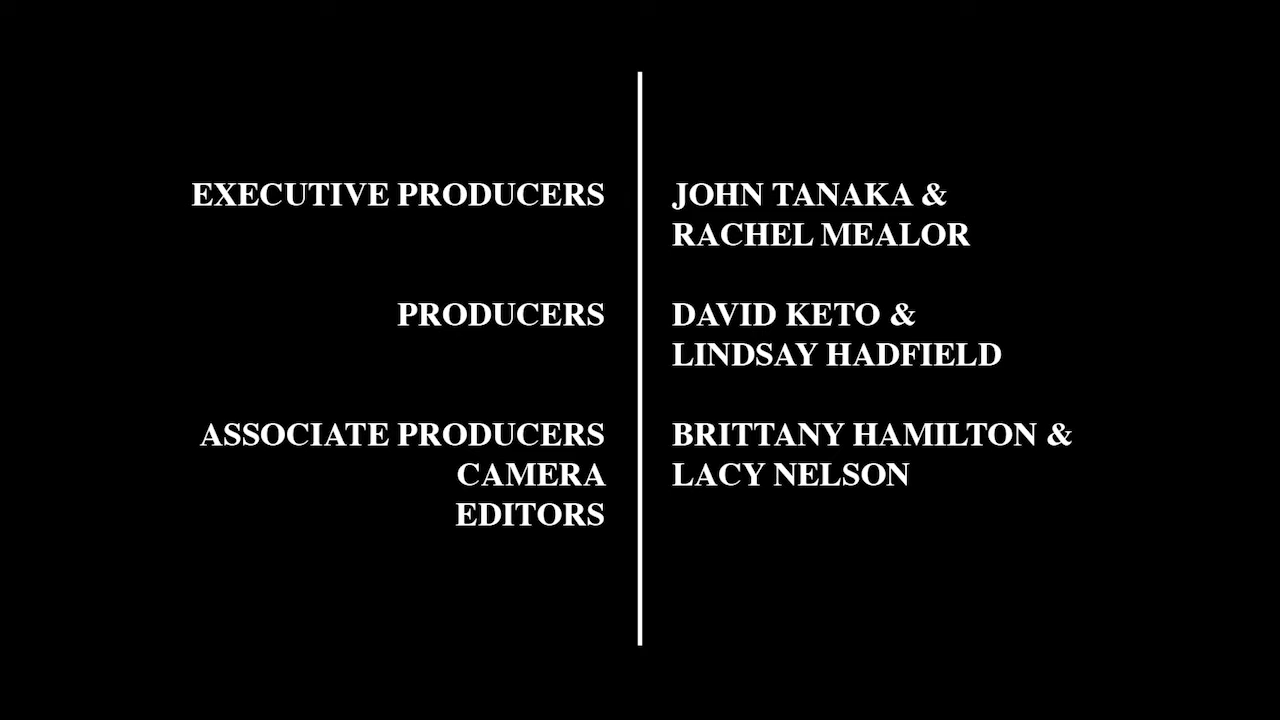 EXECUTIVE PRODUCERS JOHN TANAKA &
RACHEL MEALOR
PRODUCERS DAVID KETO &
LINDSAY HADFIELD
ASSOCIATE PRODUCERS BRITTANY HAMILTON &
CAMERA LACY NELSON
EDITORS